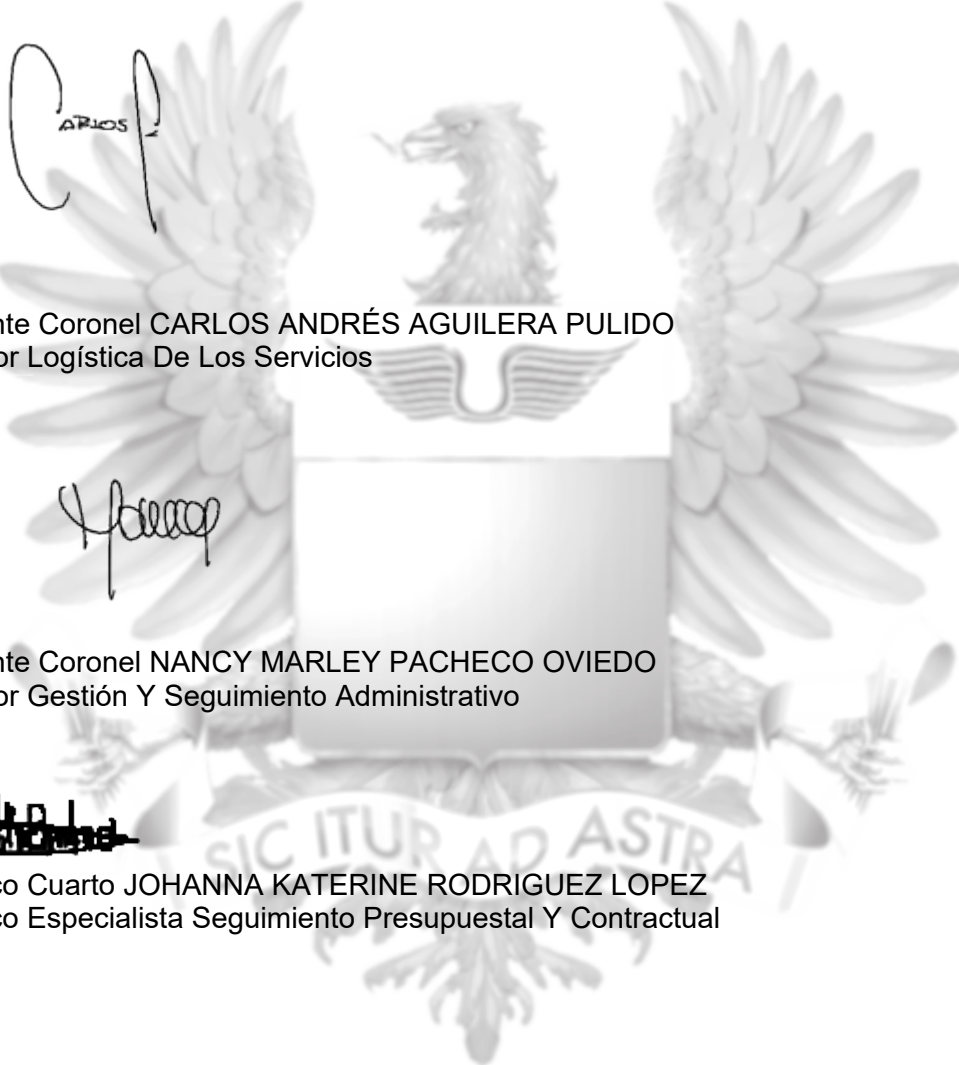 CARLOS
nte Coronel CARLOS ANDRÉS AGUILERA PULIDO
or Logística De Los Servicios
nte Coronel NANCY MARLEY PACHECO OVIEDO
or Gestión Y Seguimiento Administrativo
SIC ITUR AD ASTRA
co Cuarto JOHANNA KATERINE RODRIGUEZ LOPEZ
co Especialista Seguimiento Presupuestal Y Contractual